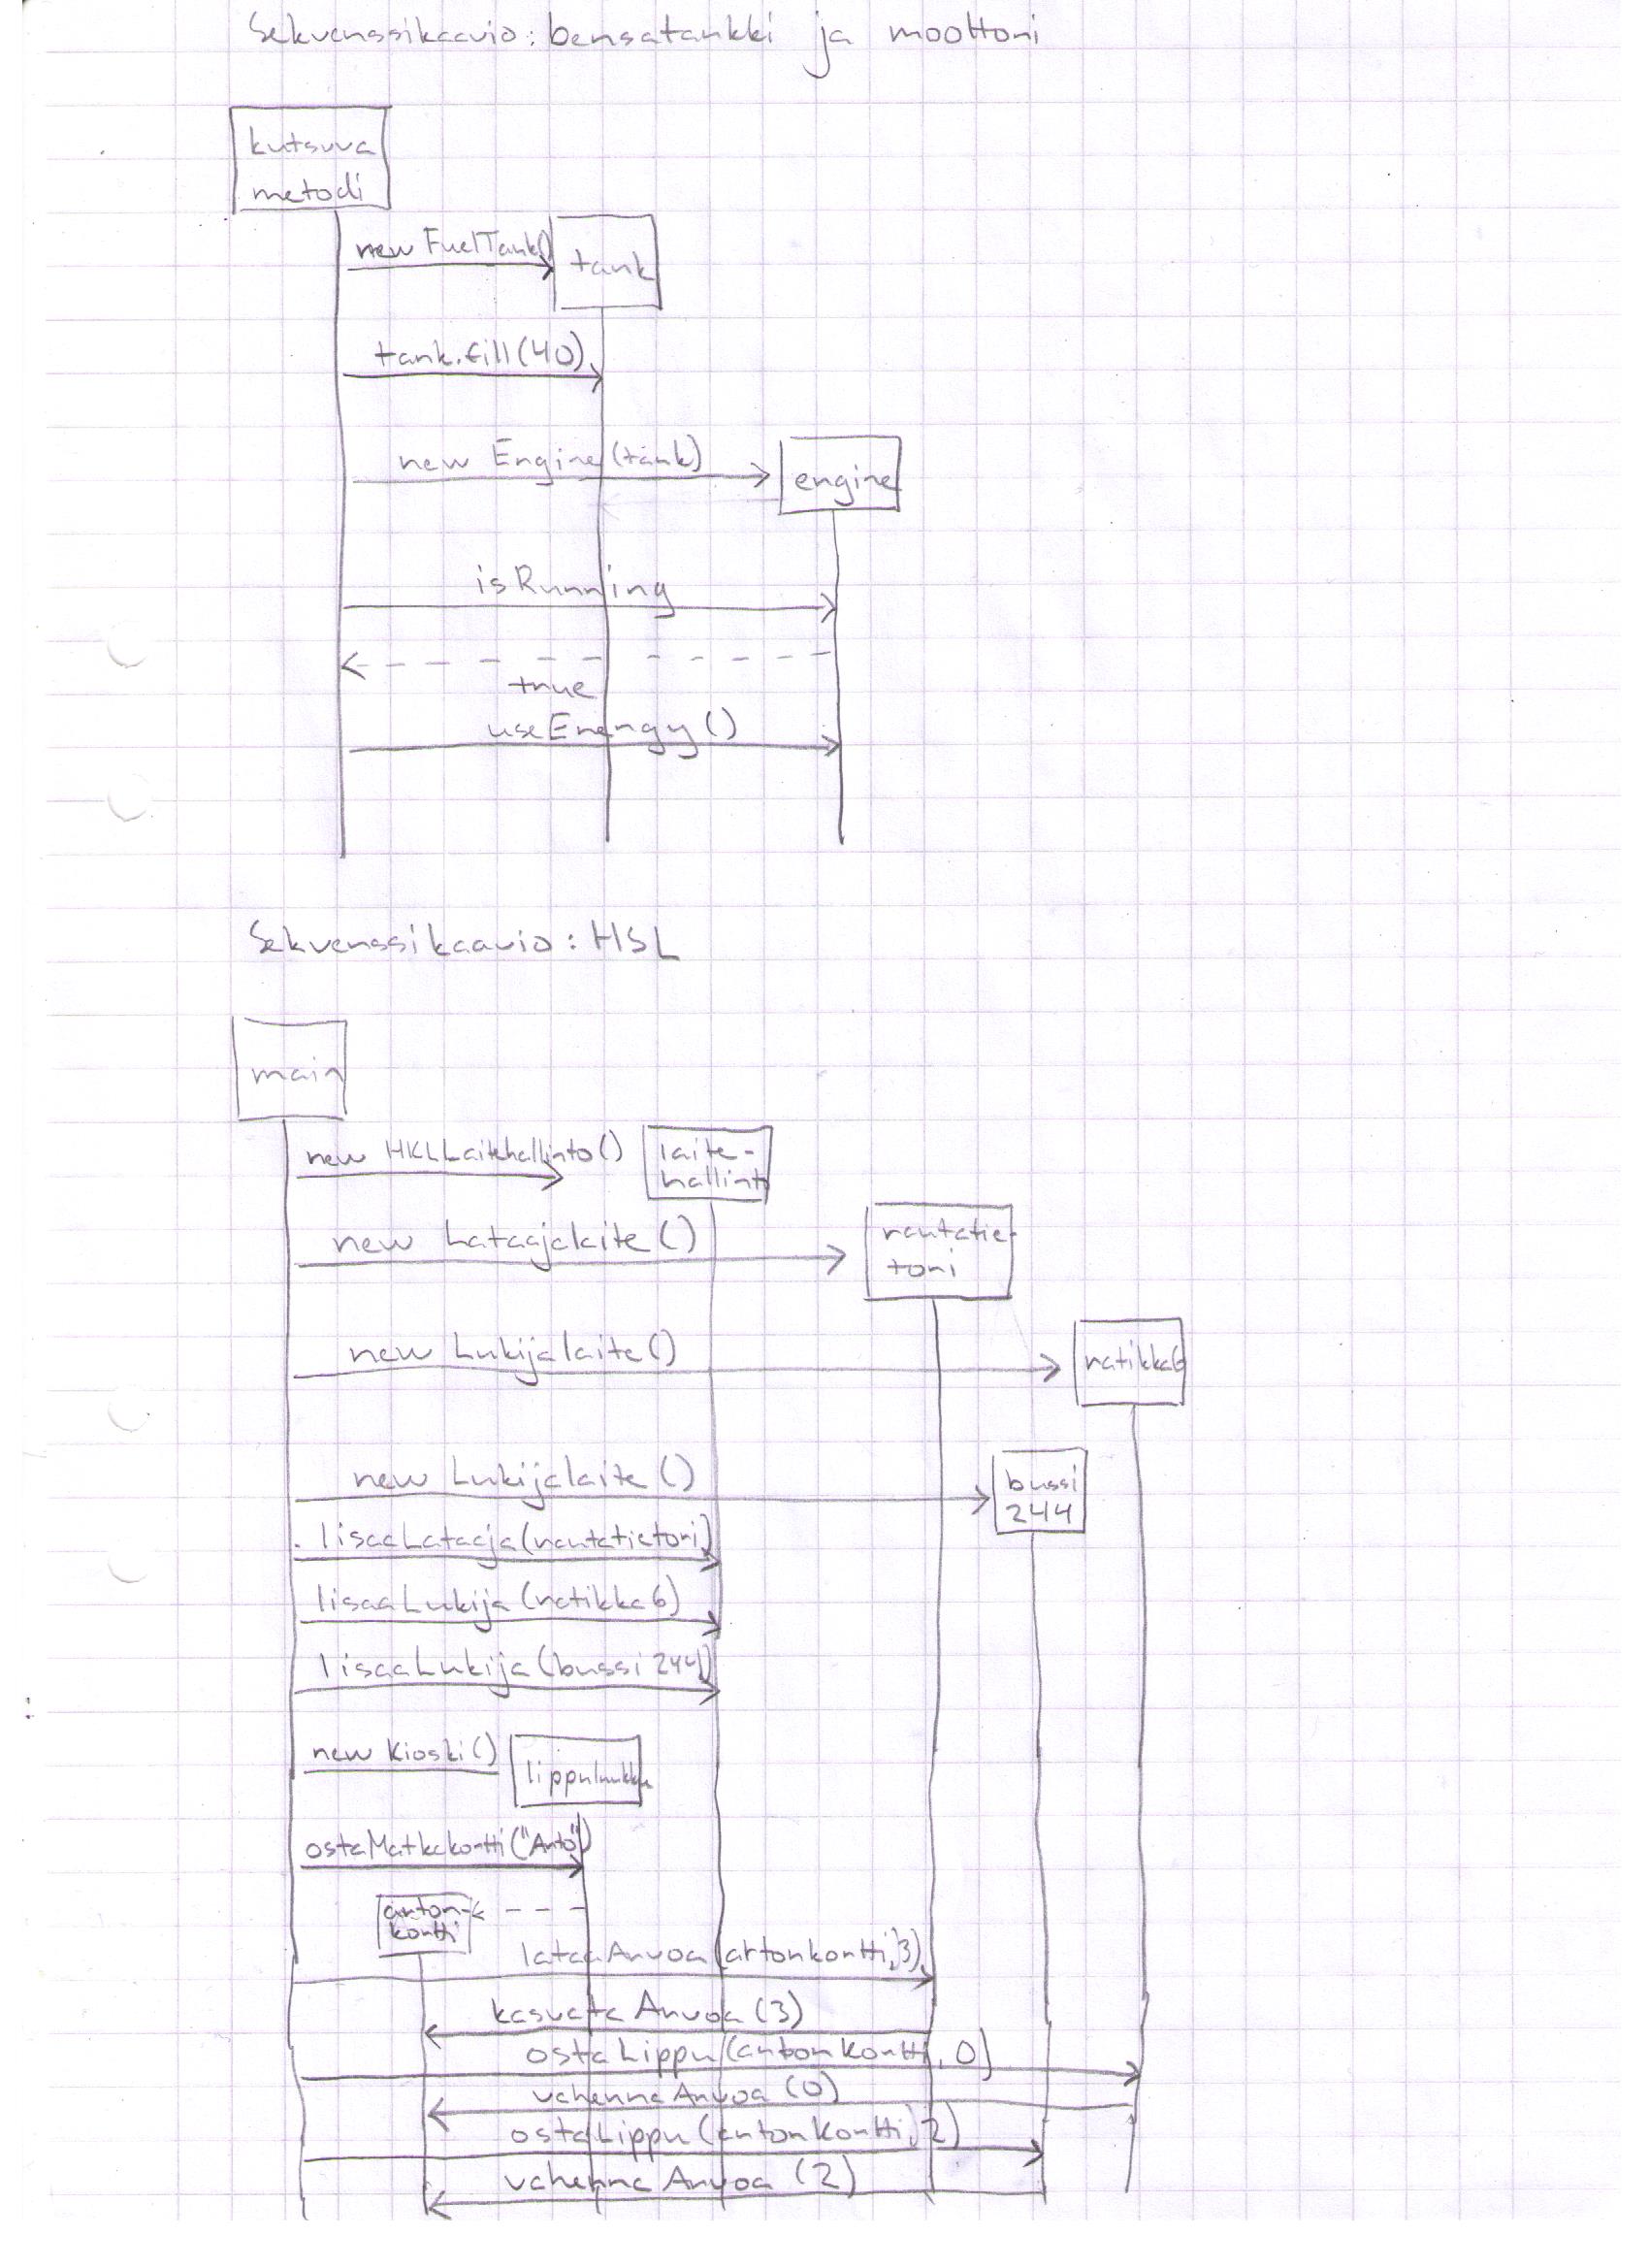 Sekvenssikaavio: bensatankki ja moottori
kutsuva
metodi
new FuelTank()
tank
tank.fill(40)
new Engine(tank)
engine
isRunning
true
useEnergy()
Sekvenssikaavio: HSL
main
new HKLLaitehallinto()
laite-
hallinto
new Lataajalaite()
rautatie-
tori
new Lukijalaite()
ratikka6
new Lukijalaite()
bussi
244
lisaaLataaja(rautatietori)
lisaaLukija(ratikka6)
lisaaLukija(bussi244)
new Kioski()
lippuluukku
ostaMatkakortti("Arto")
arton-
kortti
lataaArvoa(artonkortti,3)
kasvataArvoa(3)
ostaLippu(artonKortti,0)
vahennaArvoa(0)
ostaLippu(artonKortti,2)
vahennaArvoa(2)